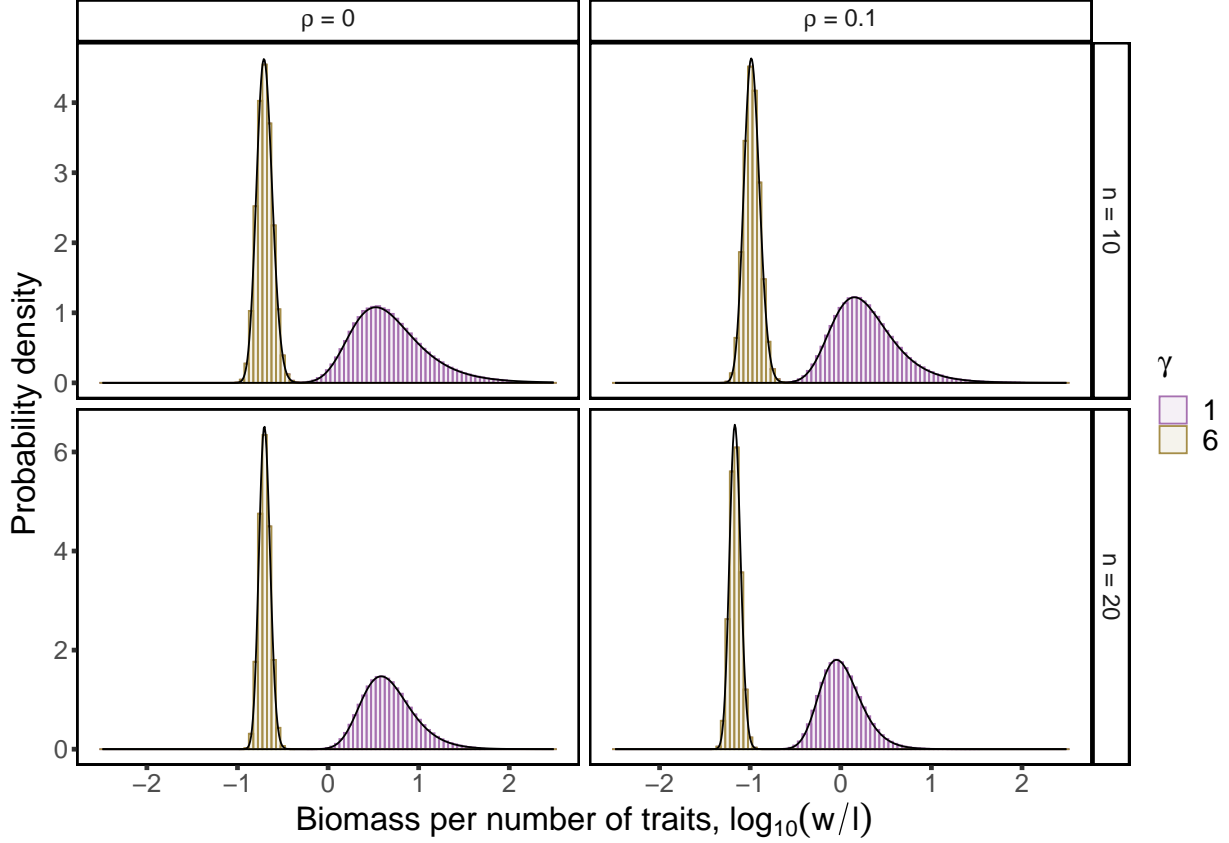 ρ = 0
ρ = 0.1
4
3
2
1
0
n = 10
6
4
2
0
n = 20
−2 −1 0 1 2
−2 −1 0 1 2
Probability density
Biomass per number of traits, log₁₀(w/l)
γ
1
6